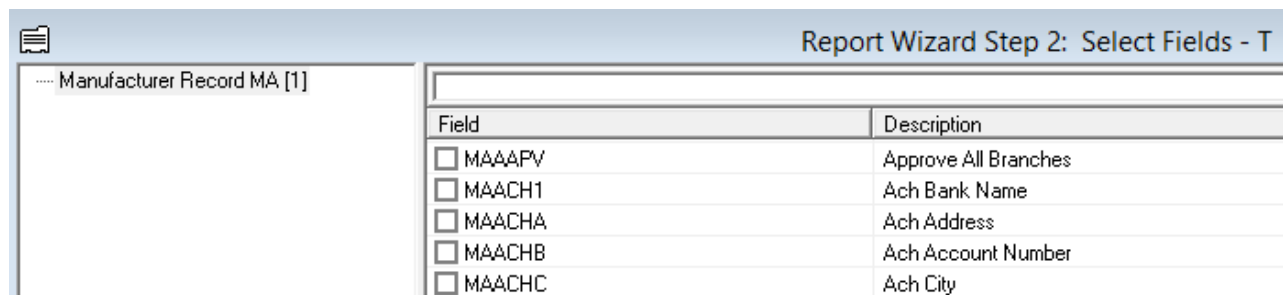 Report Wizard Step 2: Select Fields - T
Manufacturer Record MA [1]
Field Description
MAAAPV Approve All Branches
MAACH1 Ach Bank Name
MAACHA Ach Address
MAACHB Ach Account Number
MAACHC Ach City